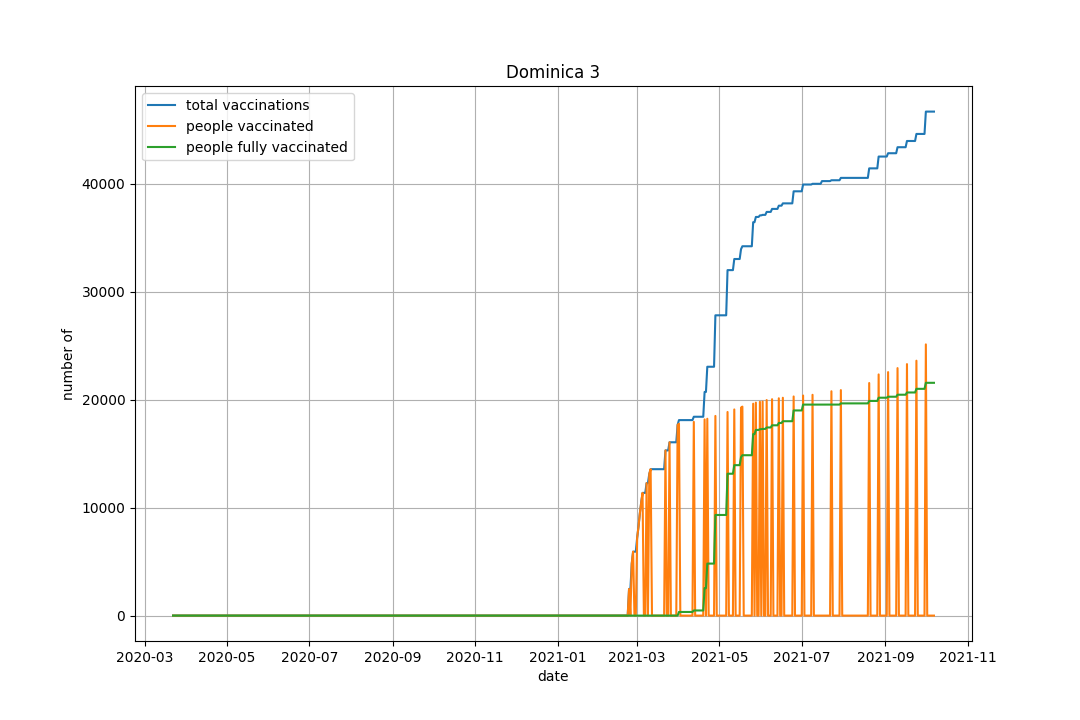 Dominica 3
total vaccinations
people vaccinated
people fully vaccinated
number of
40000
30000
20000
10000
0
2020-03 2020-05 2020-07 2020-09 2020-11 2021-01 2021-03 2021-05 2021-07 2021-09 2021-11
date